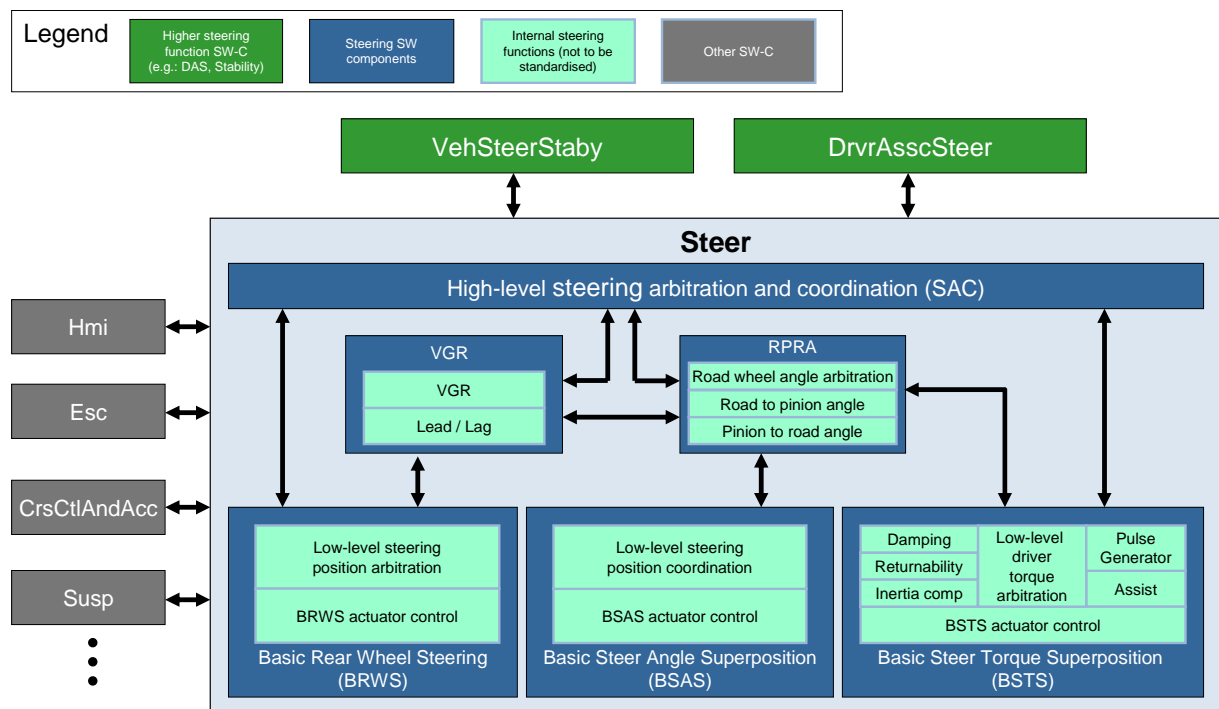 Legend
Higher steering
function SW-C
(e.g.: DAS, Stability)
Steering SW
components
Internal steering
functions (not to be
standardised)
Other SW-C
VehSteerStaby
DrvrAsscSteer
Steer
High-level steering arbitration and coordination (SAC)
Hmi
Esc
CrsCtlAndAcc
Susp
VGR
VGR
Lead / Lag
RPRA
Road wheel angle arbitration
Road to pinion angle
Pinion to road angle
Low-level steering
position arbitration
BRWS actuator control
Basic Rear Wheel Steering
(BRWS)
Low-level steering
position coordination
BSAS actuator control
Basic Steer Angle Superposition
(BSAS)
Damping
Returnability
Inertia comp
Low-level
driver
torque
arbitration
Pulse
Generator
Assist
BSTS actuator control
Basic Steer Torque Superposition
(BSTS)